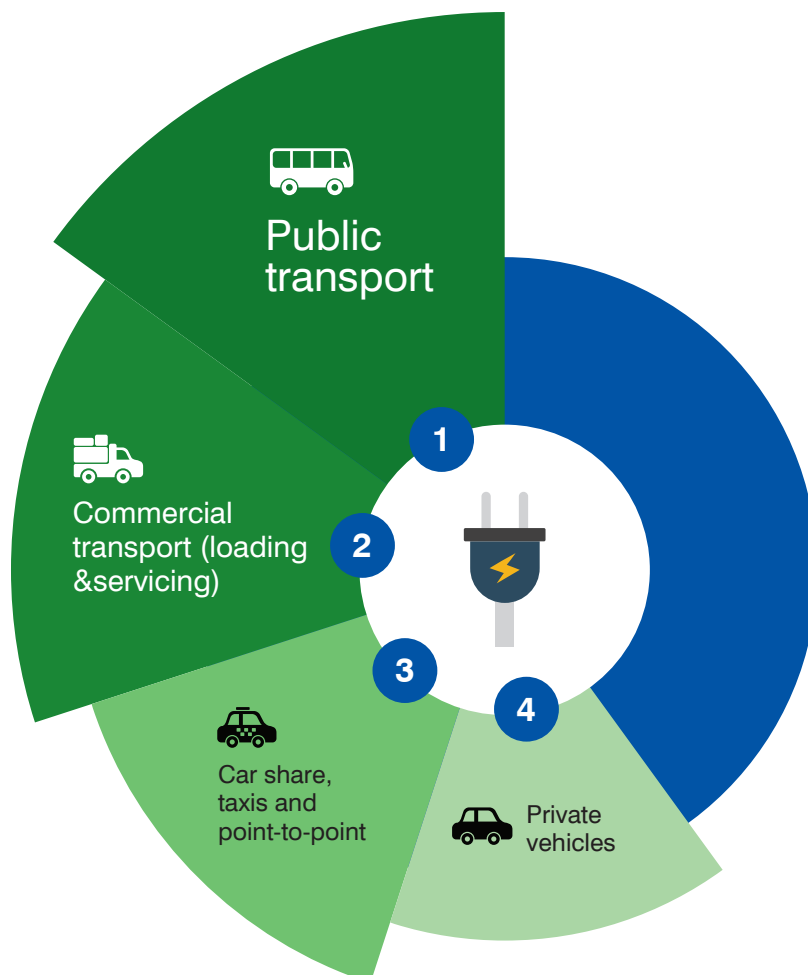 Public
transport
1
Commercial
transport (loading
&servicing)
2
3
Car share,
taxis and
point-to-point
4
Private
vehicles